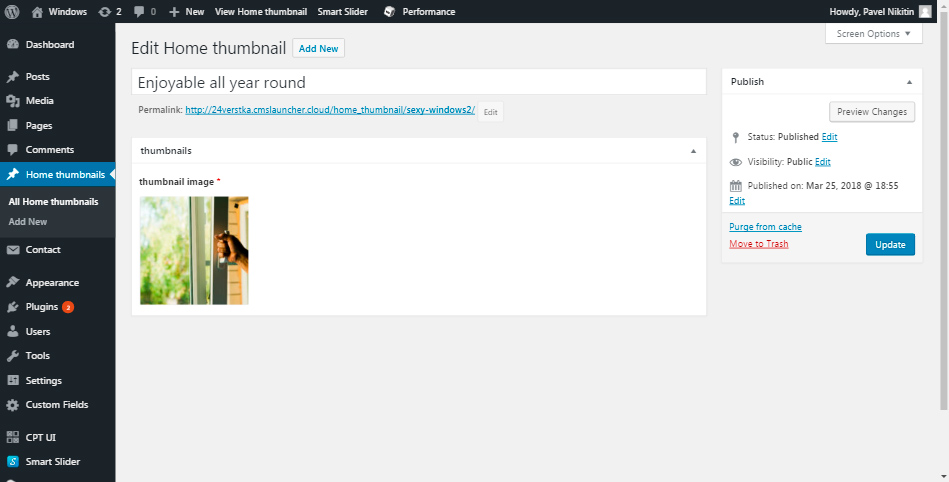 Windows
2
0
New
View Home thumbnail
Smart Slider
Performance
Howdy, Pavel Nikitin
Screen Options
Dashboard
Posts
Media
Pages
Comments
Home thumbnails
All Home thumbnails
Add New
Contact
Appearance
Plugins 3
Users
Tools
Settings
Custom Fields
CPT UI
Smart Slider
Edit Home thumbnail
Add New
Enjoyable all year round
Permalink: http://24verstka.cmslauncher.cloud/home_thumbnail/sexy-windows2/
Edit
thumbnails
thumbnail image *
Publish
Preview Changes
Status: Published Edit
Visibility: Public Edit
Published on: Mar 25, 2018 @ 18:55
Edit
Purge from cache
Move to Trash
Update